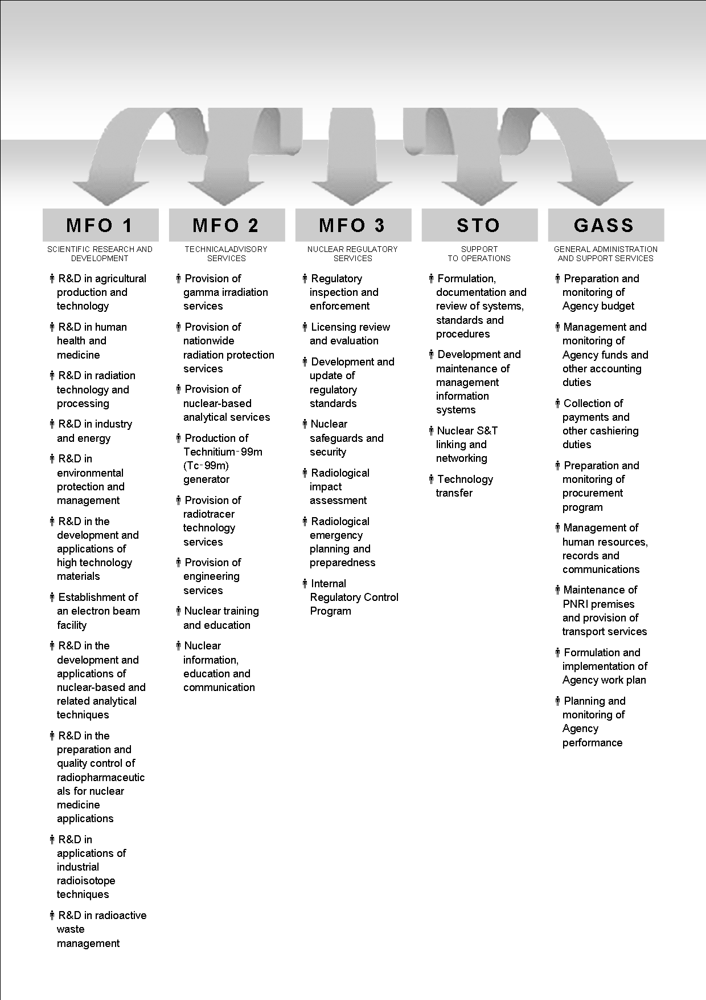 MFO 1
SCIENTIFIC RESEARCH AND
DEVELOPMENT
R&D in agricultural
production and
technology
R&D in human
health and
medicine
R&D in radiation
technology and
processing
R&D in industry
and energy
R&D in
environmental
protection and
management
R&D in the
development and
applications of
high technology
materials
Establishment of
an electron beam
facility
R&D in the
development and
applications of
nuclear-based and
related analytical
techniques
R&D in the
preparation and
quality control of
radiopharmaceutic
als for nuclear
medicine
applications
R&D in
applications of
industrial
radioisotope
techniques
R&D in radioactive
waste
management
MFO 2
TECHNICALADVISORY
SERVICES
Provision of
gamma irradiation
services
Provision of
nationwide
radiation protection
services
Provision of
nuclear-based
analytical services
Production of
Technitium-99m
(Tc-99m)
generator
Provision of
radiotracer
technology
services
Provision of
engineering
services
Nuclear training
and education
Nuclear
information,
education and
communication
MFO 3
NUCLEAR REGULATORY
SERVICES
Regulatory
inspection and
enforcement
Licensing review
and evaluation
Development and
update of
regulatory
standards
Nuclear
safeguards and
security
Radiological
impact
assessment
Radiological
emergency
planning and
preparedness
Internal
Regulatory Control
Program
STO
SUPPORT
TO OPERATIONS
Formulation,
documentation and
review of systems,
standards and
procedures
Development and
maintenance of
management
information
systems
Nuclear S&T
linking and
networking
Technology
transfer
GASS
GENERAL ADMINISTRATION
AND SUPPORT SERVICES
Preparation and
monitoring of
Agency budget
Management and
monitoring of
Agency funds and
other accounting
duties
Collection of
payments and
other cashiering
duties
Preparation and
monitoring of
procurement
program
Management of
human resources,
records and
communications
Maintenance of
PNRI premises
and provision of
transport services
Formulation and
implementation of
Agency work plan
Planning and
monitoring of
Agency
performance